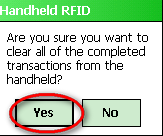 Handheld RFID
Are you sure you want to
clear all of the completed
transactions from the
handheld?
Yes No